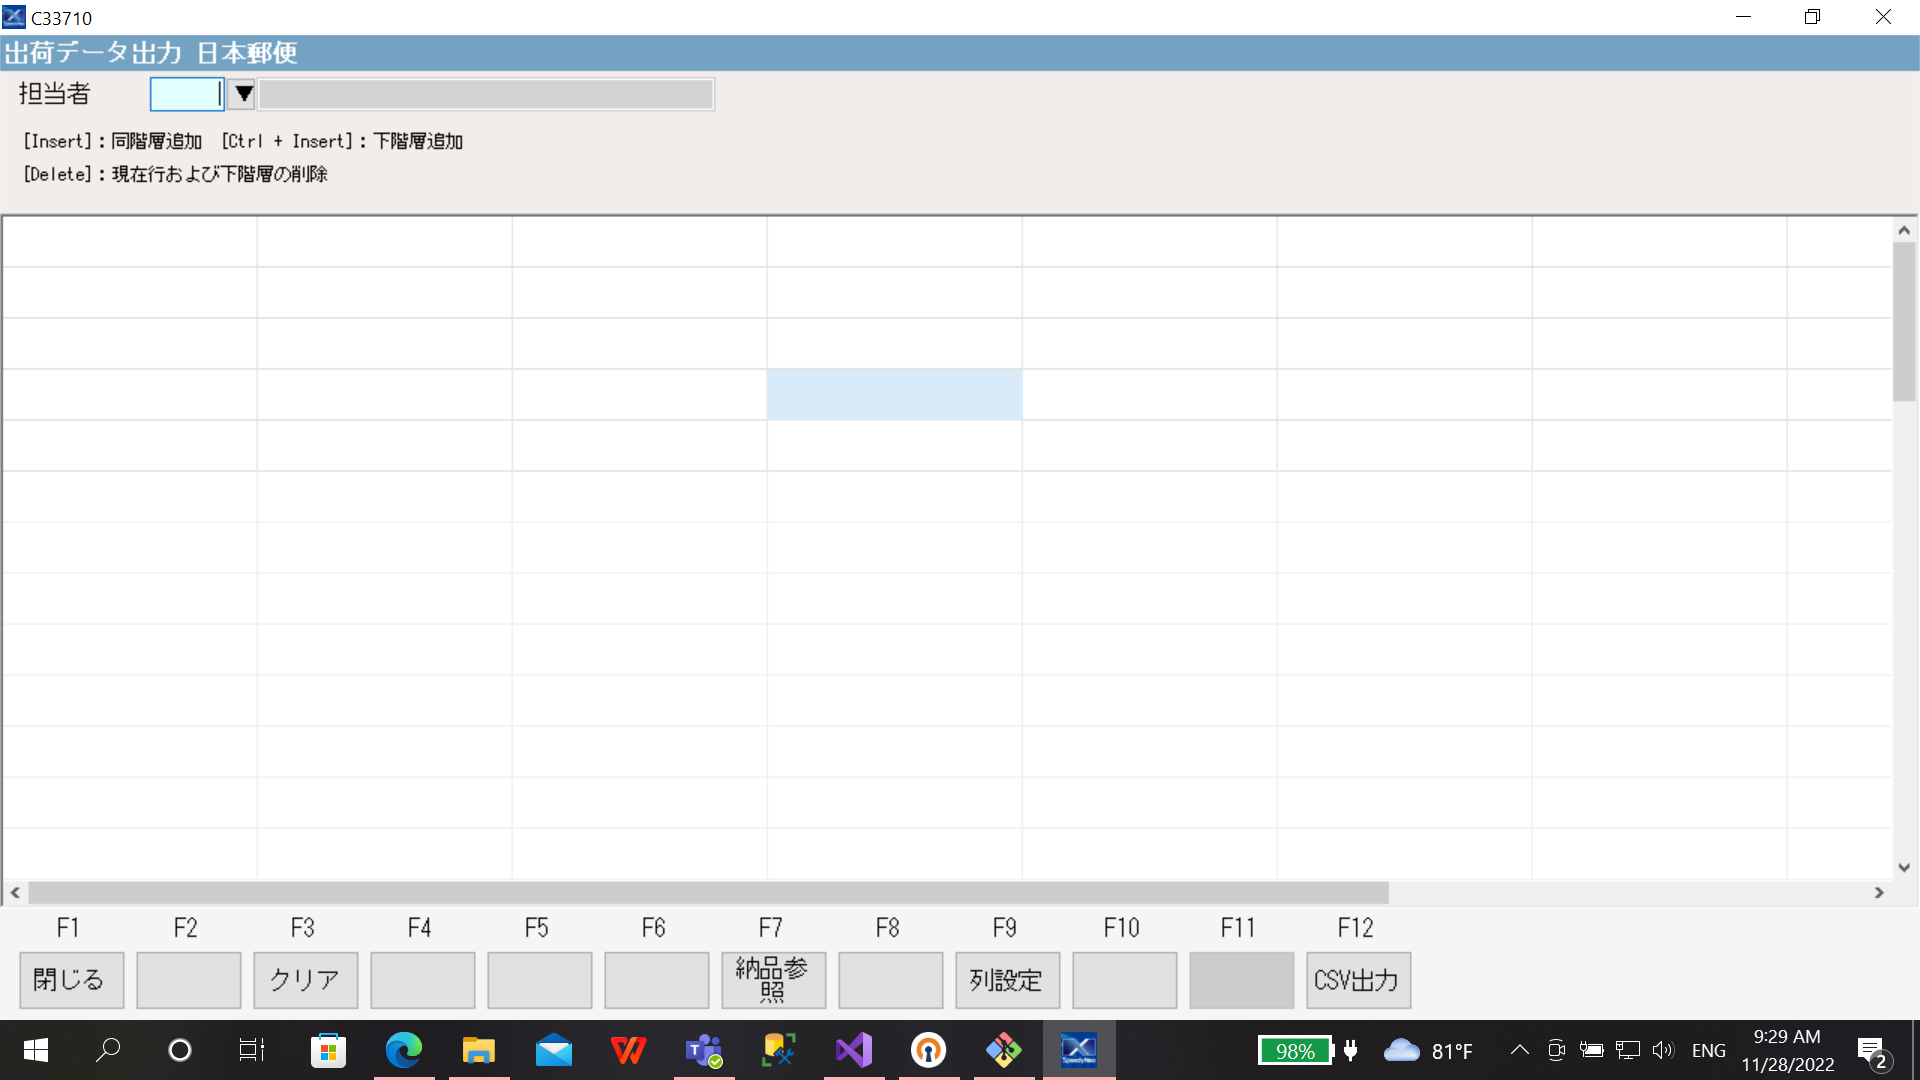 C33710
出荷データ出力 日本郵便
担当者
[Insert]：同階層追加 [Ctrl + Insert]：下階層追加
[Delete]：現在行および下階層の削除
F1 F2 F3 F4 F5 F6 F7 F8 F9 F10 F11 F12
閉じる クリア 納品参照 列設定 CSV出力
SpeedyNeo
98% 81°F ENG
9:29 AM
11/28/2022
2